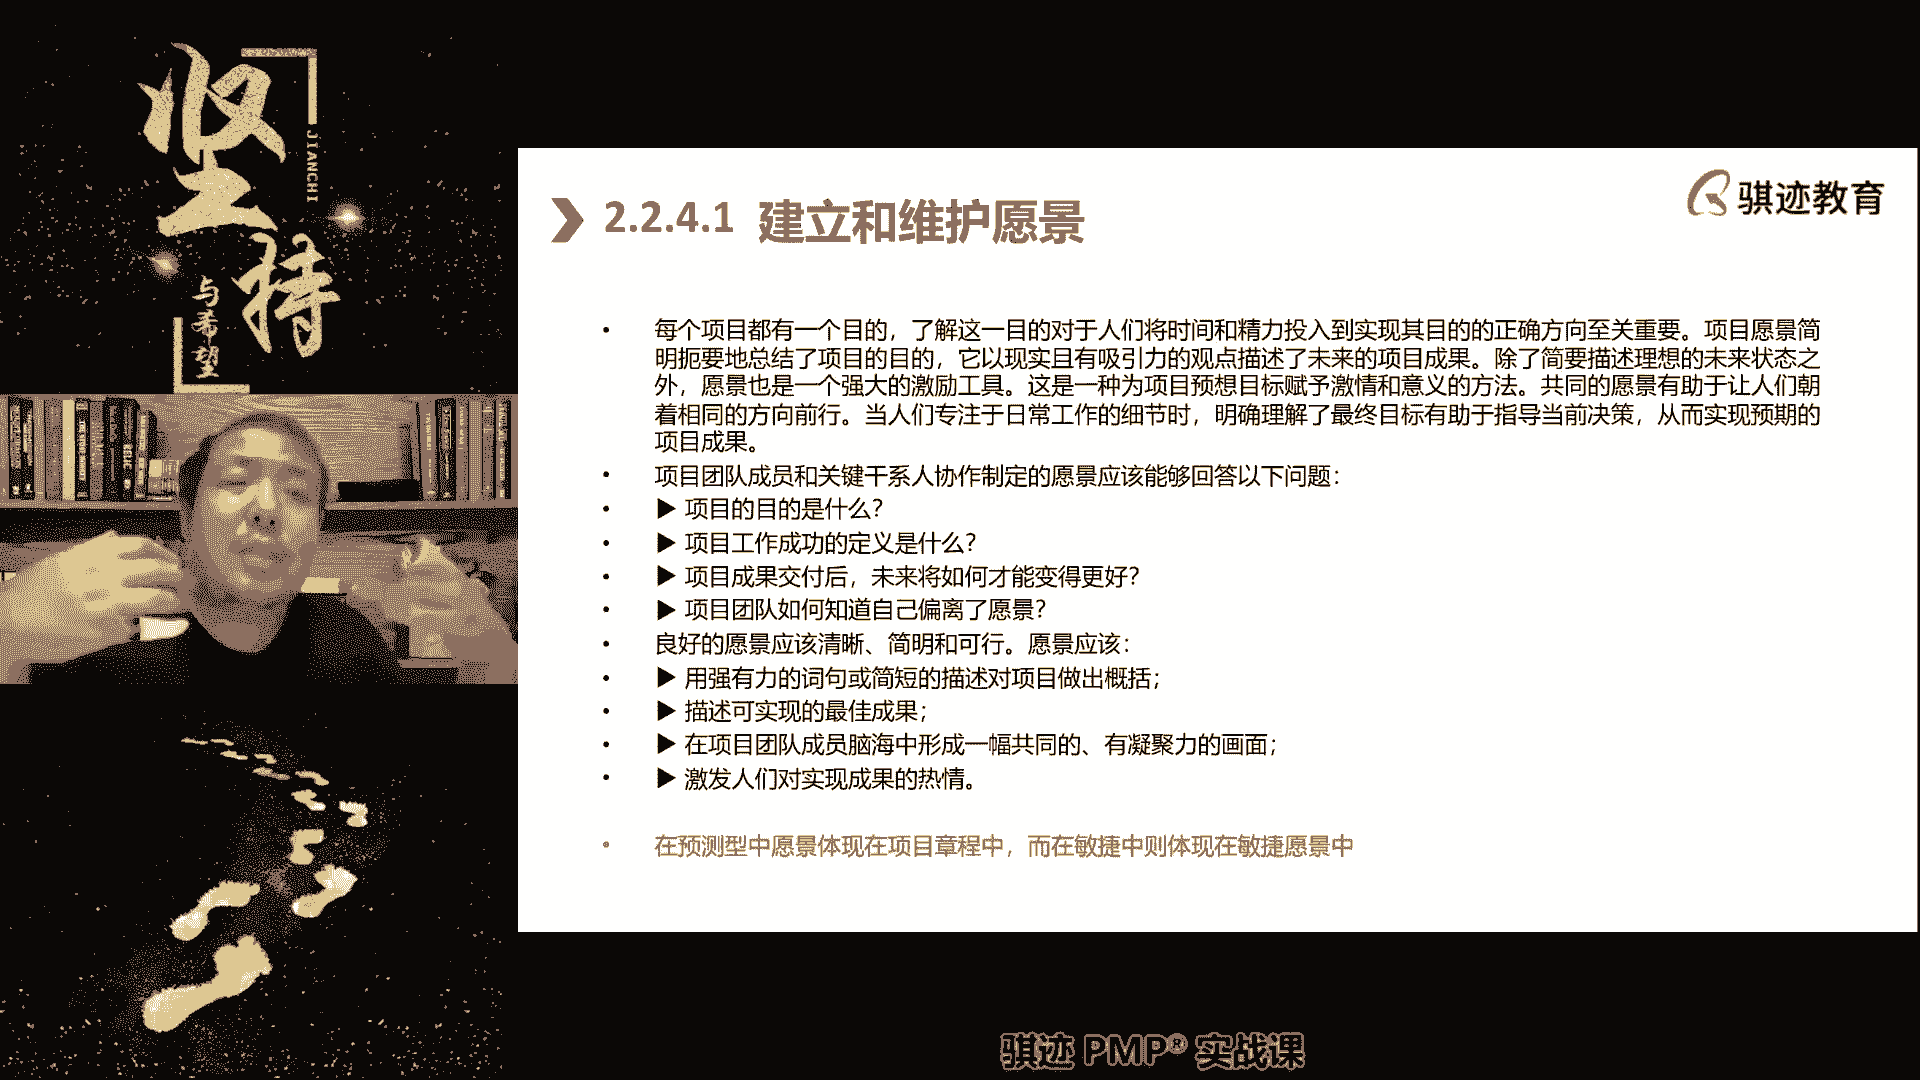 坚持
JIANCHI
与希望
骐迹教育
2.2.4.1 建立和维护愿景
• 每个项目都有一个目的，了解这一目的对于人们将时间和精力投入到实现其目的的正确方向至关重要。项目愿景简
明扼要地总结了项目的目的，它以现实且有吸引力的观点描述了未来的项目成果。除了简要描述理想的未来状态之
外，愿景也是一个强大的激励工具。这是一种为项目预想目标赋予激情和意义的方法。共同的愿景有助于让人们朝
着相同的方向前行。当人们专注于日常工作的细节时，明确理解了最终目标有助于指导当前决策，从而实现预期的
项目成果。
• 项目团队成员和关键干系人协作制定的愿景应该能够回答以下问题：
• ▶ 项目的目的是什么？
• ▶ 项目工作成功的定义是什么？
• ▶ 项目成果交付后，未来将如何才能变得更好？
• ▶ 项目团队如何知道自己偏离了愿景？
• 良好的愿景应该清晰、简明和可行。愿景应该：
• ▶ 用强有力的词句或简短的描述对项目做出概括；
• ▶ 描述可实现的最佳成果；
• ▶ 在项目团队成员脑海中形成一幅共同的、有凝聚力的画面；
• ▶ 激发人们对实现成果的热情。
• 在预测型中愿景体现在项目章程中，而在敏捷中则体现在敏捷愿景中
骐迹 PMP® 实战课